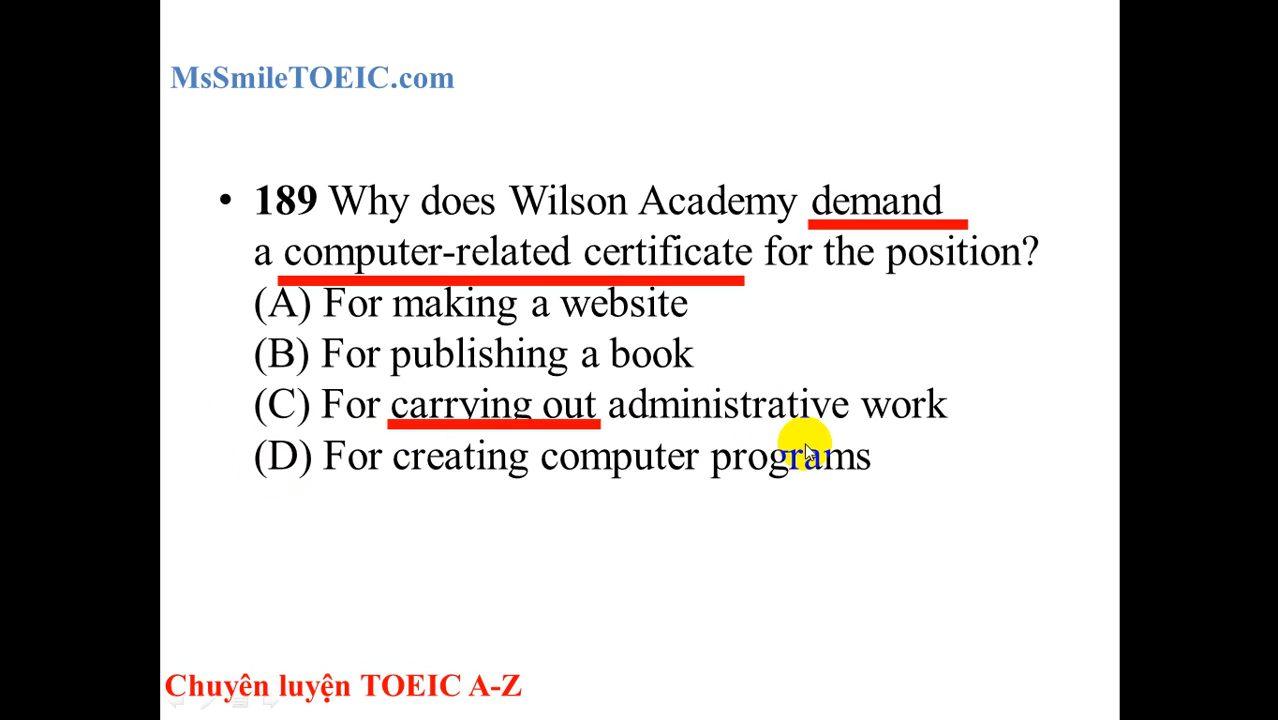 MsSmileTOEIC.com
• 189 Why does Wilson Academy demand
a computer-related certificate for the position?
(A) For making a website
(B) For publishing a book
(C) For carrying out administrative work
(D) For creating computer programs
Chuyên luyện TOEIC A-Z